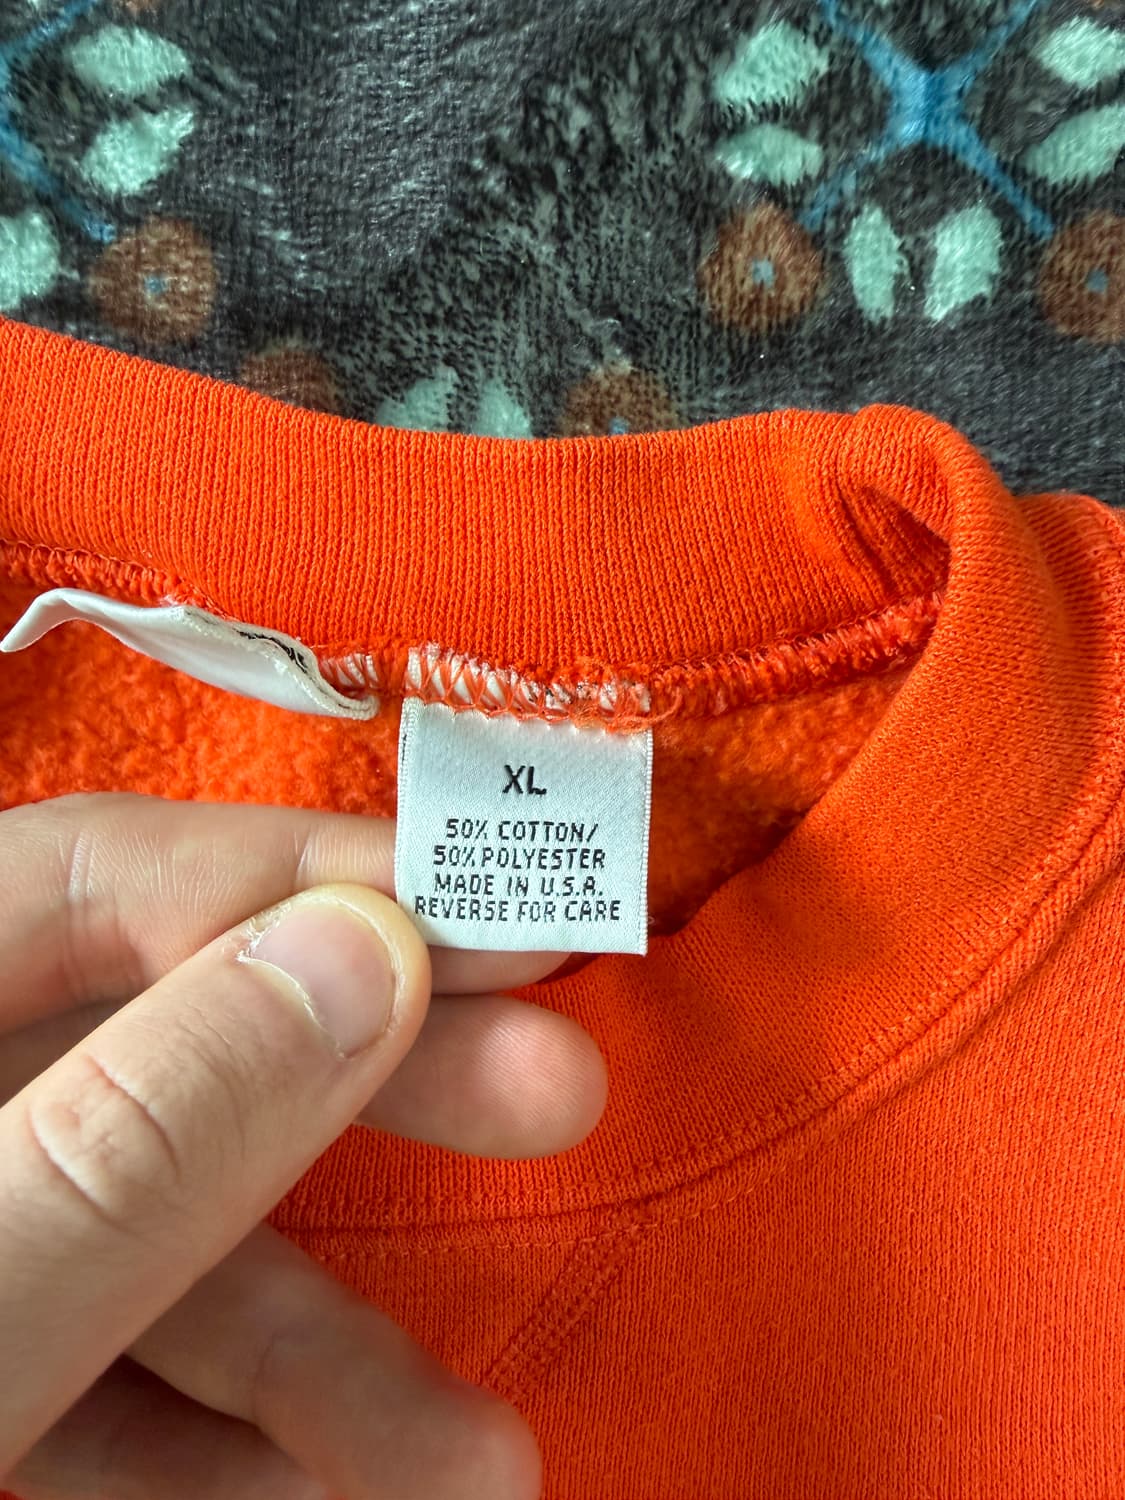 XL
50% COTTON/
50% POLYESTER
MADE IN U.S.A.
REVERSE FOR CARE